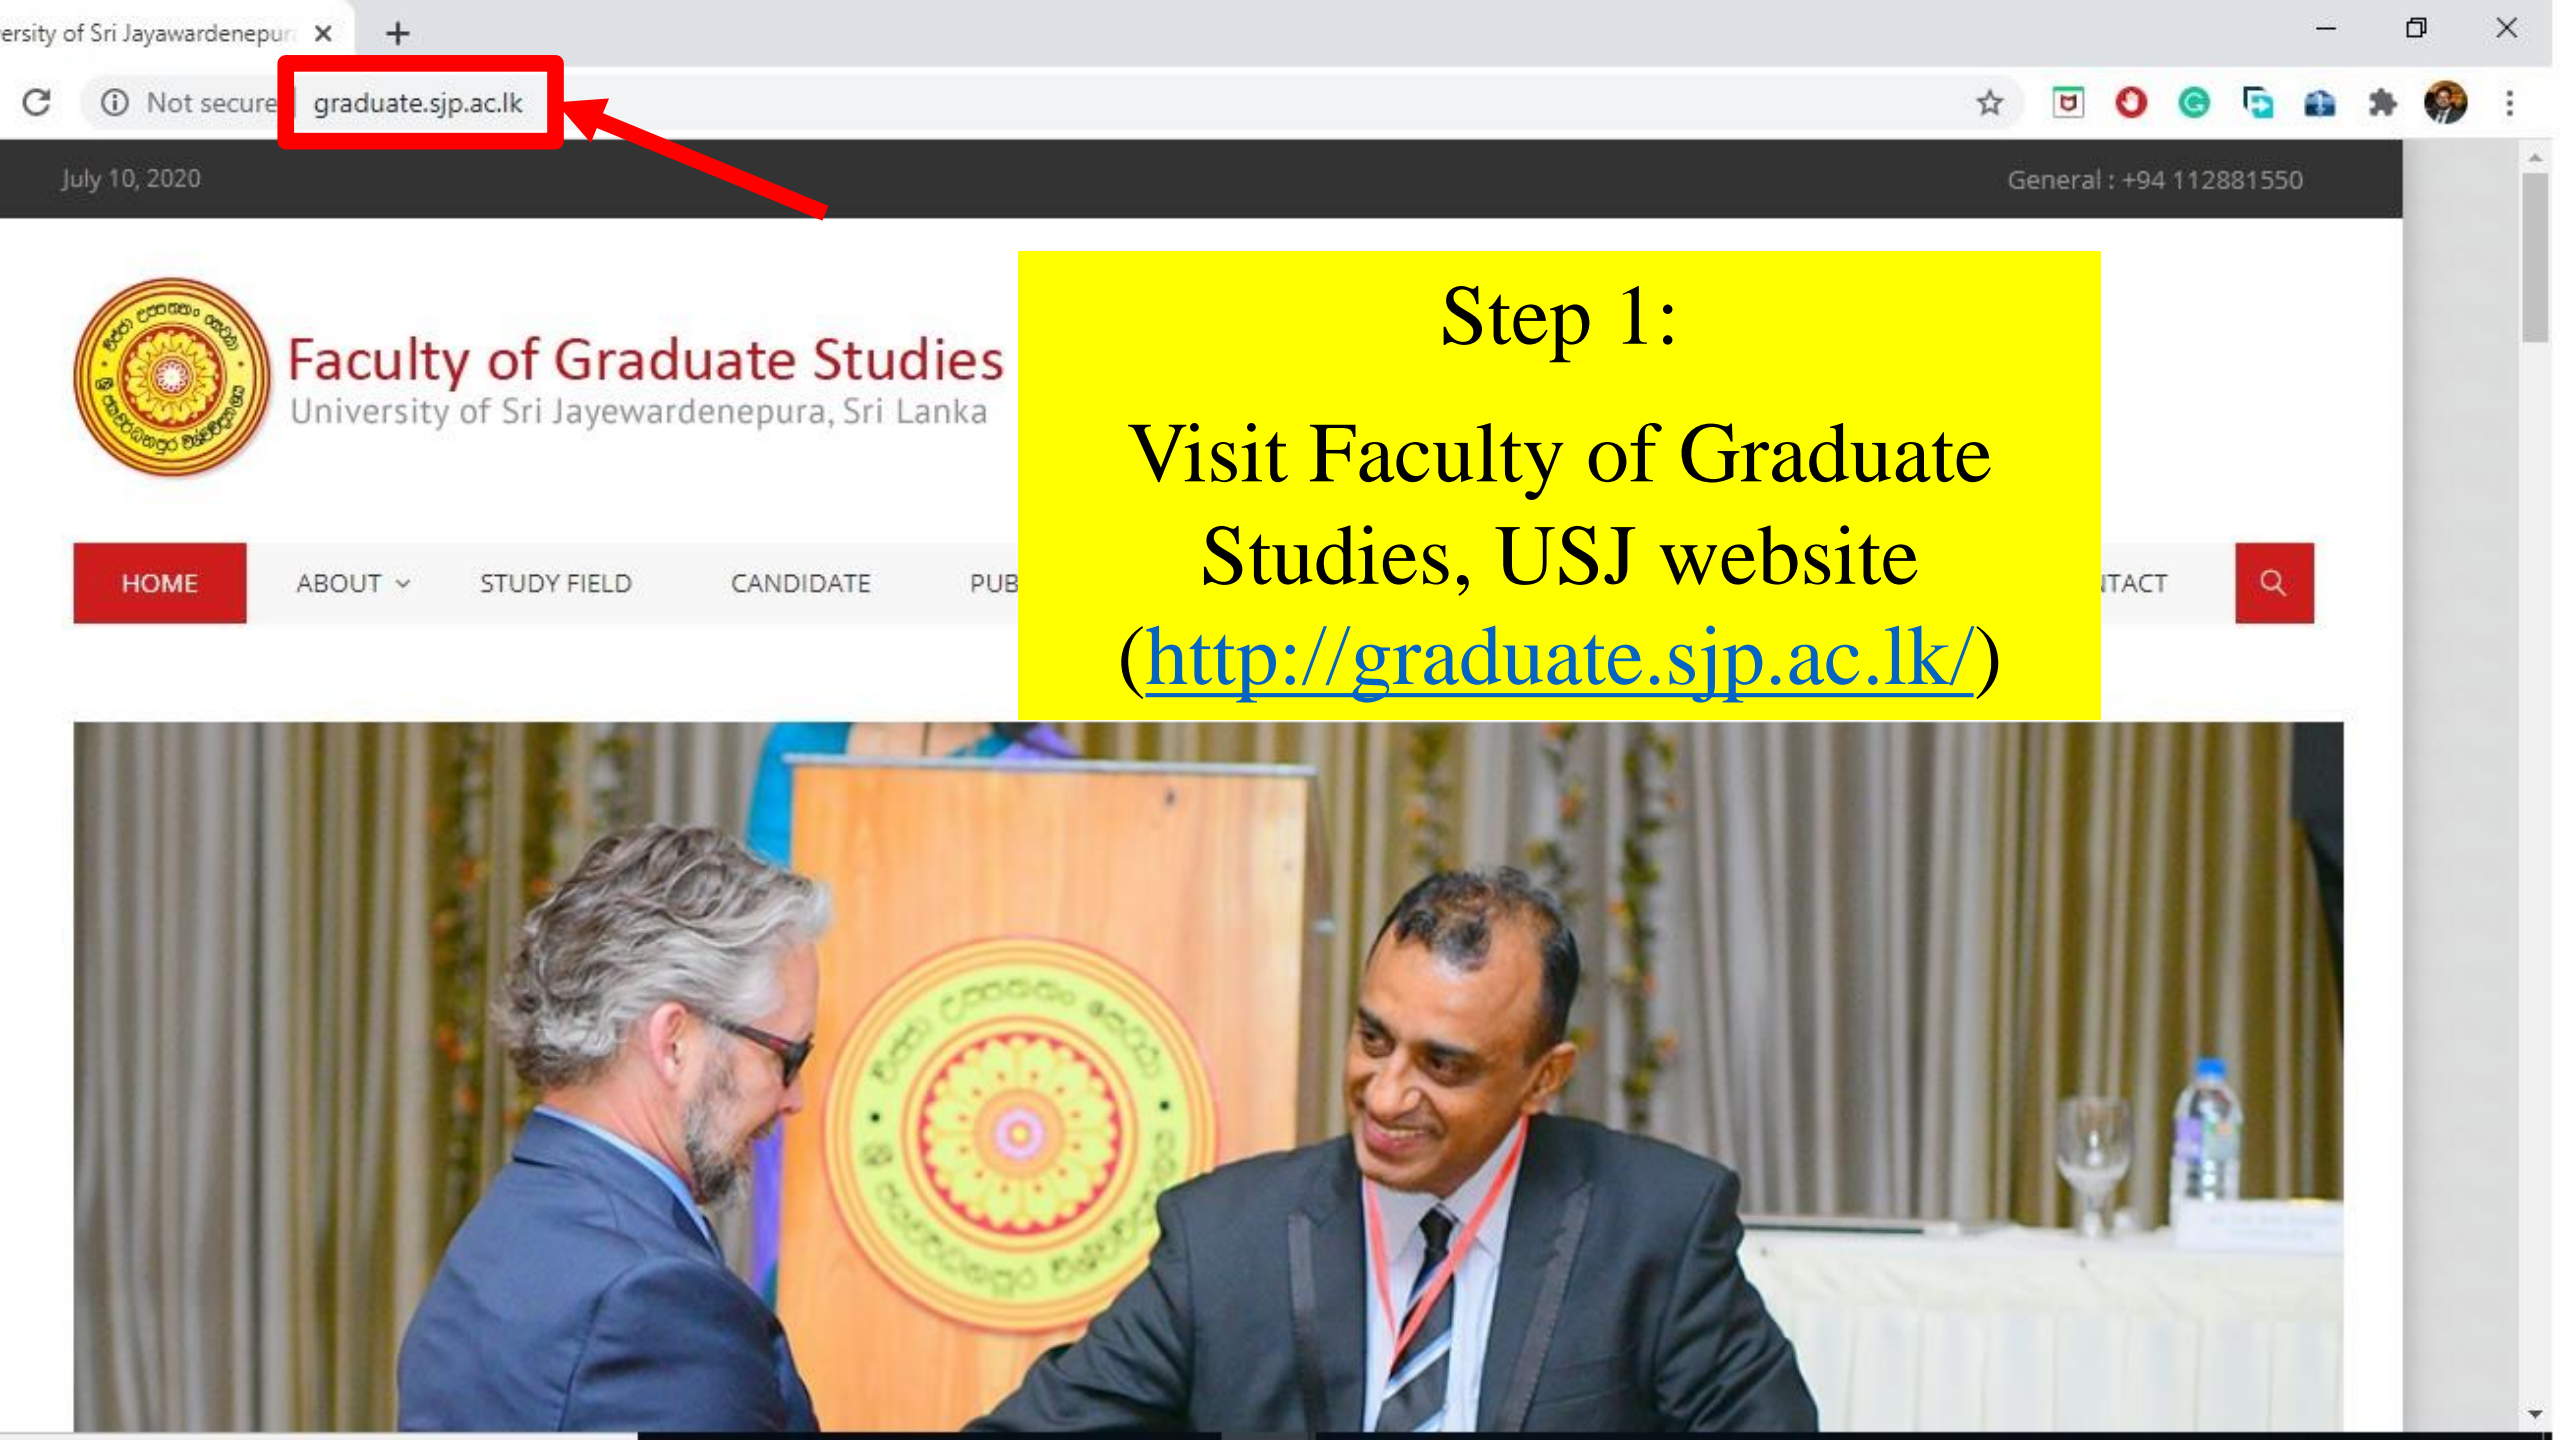 ersity of Sri Jayawardenepur
Not secure
graduate.sjp.ac.lk
July 10, 2020
General : +94 112881550
Faculty of Graduate Studies
University of Sri Jayewardenepura, Sri Lanka
Step 1:
Visit Faculty of Graduate
Studies, USJ website
(http://graduate.sjp.ac.lk/)
HOME
ABOUT
STUDY FIELD
CANDIDATE
PUB
NTACT